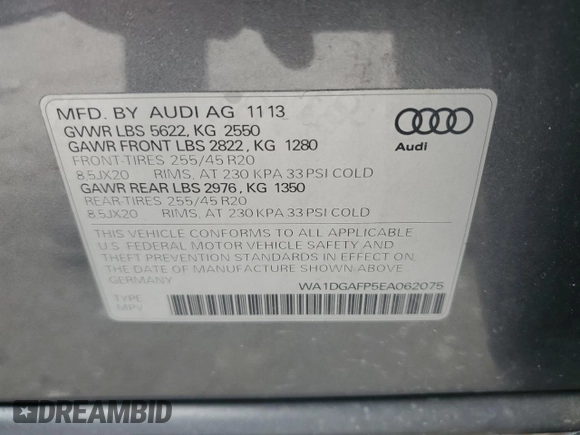 MFD. BY AUDI AG 11 13
GVWR LBS 5622, KG 2550
GAWR FRONT LBS 2822, KG 1280
FRONT-TIRES 255/45 R20
8.5JX20 RIMS, AT 230 KPA 33 PSI COLD
GAWR REAR LBS 2976, KG 1350
REAR-TIRES 255/45 R20
8.5JX20 RIMS, AT 230 KPA 33 PSI COLD
THIS VEHICLE CONFORMS TO ALL APPLICABLE
U.S. FEDERAL MOTOR VEHICLE SAFETY AND
THEFT PREVENTION STANDARDS IN EFFECT ON
THE DATE OF MANUFACTURE SHOWN ABOVE
GERMANY
WA1DGAFP5EA062075
TYPE
MPV
Audi
DREAMBID